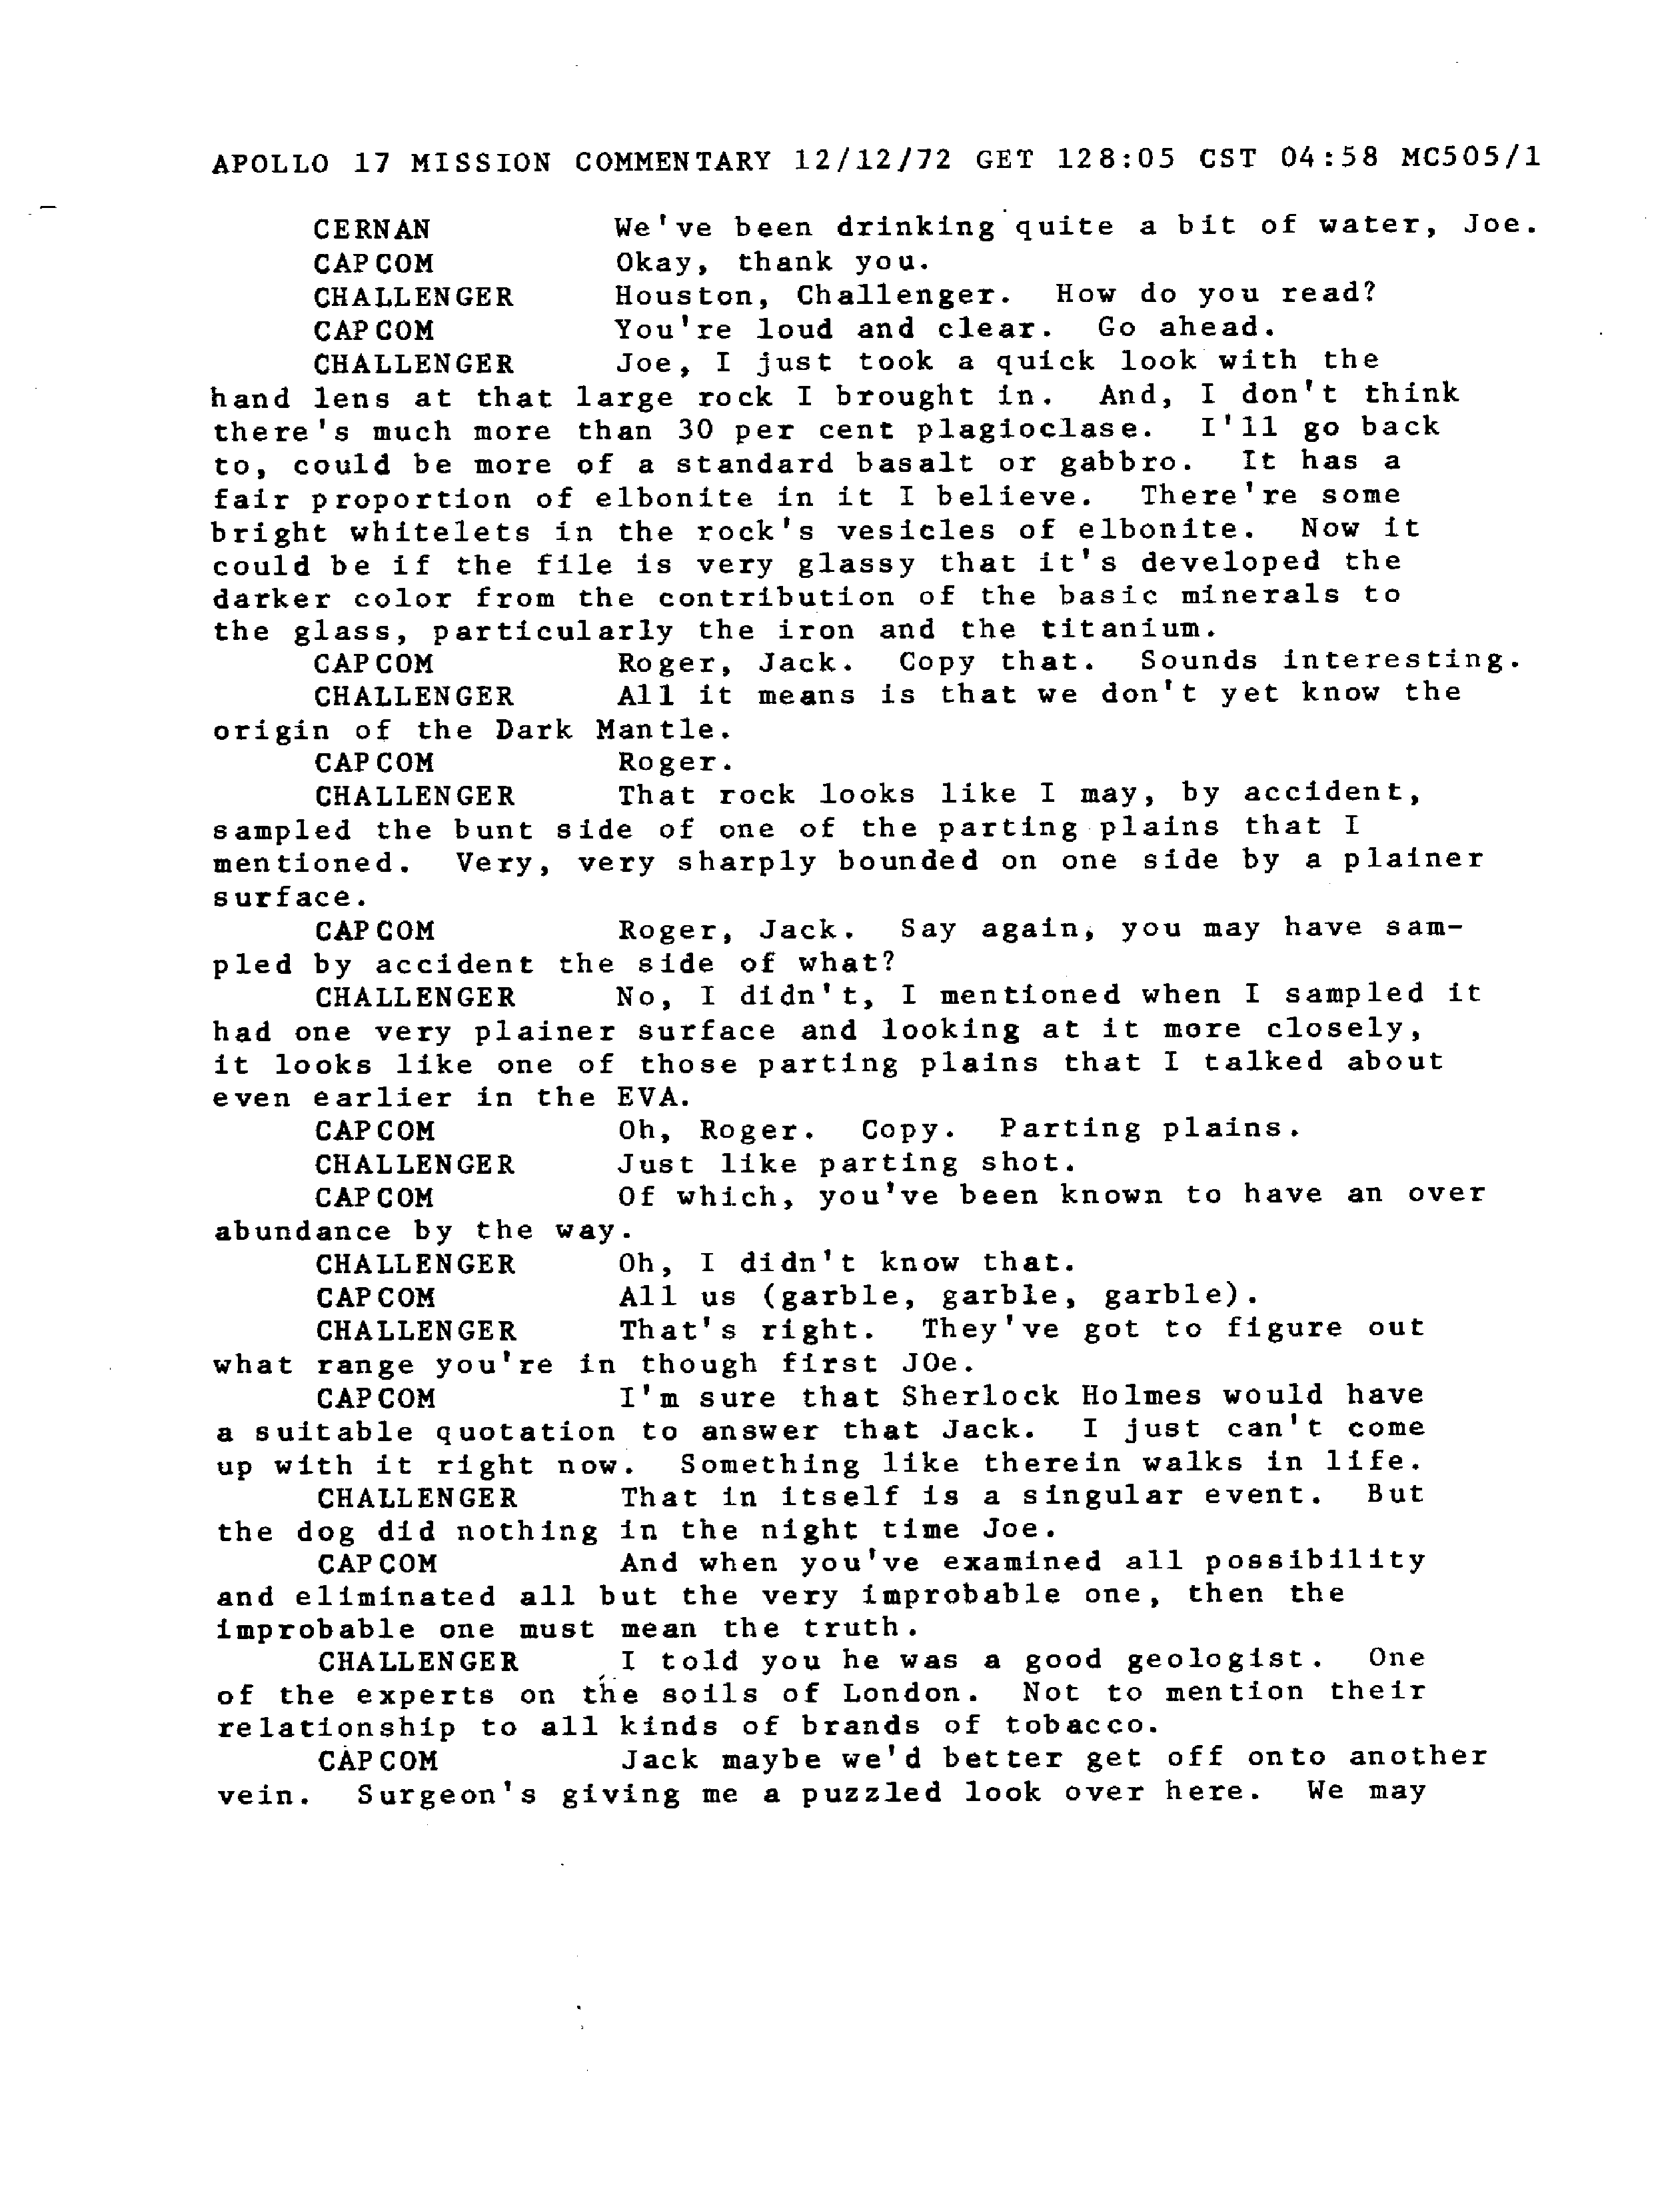 APOLLO 17 MISSION COMMENTARY 12/12/72 GET 128:05 CST 04:58 MC505/1
CERNAN We've been drinking quite a bit of water, Joe.
CAPCOM Okay, thank you.
CHALLENGER Houston, Challenger. How do you read?
CAPCOM You're loud and clear. Go ahead.
CHALLENGER Joe, I just took a quick look with the
hand lens at that large rock I brought in. And, I don't think
there's much more than 30 per cent plagioclase. I'll go back
to, could be more of a standard basalt or gabbro. It has a
fair proportion of elbonite in it I believe. There're some
bright whitelets in the rock's vesicles of elbonite. Now it
could be if the file is very glassy that it's developed the
darker color from the contribution of the basic minerals to
the glass, particularly the iron and the titanium.
CAPCOM Roger, Jack. Copy that. Sounds interesting.
CHALLENGER All it means is that we don't yet know the
origin of the Dark Mantle.
CAPCOM Roger.
CHALLENGER That rock looks like I may, by accident,
sampled the bunt side of one of the parting plains that I
mentioned. Very, very sharply bounded on one side by a plainer
surface.
CAPCOM Roger, Jack. Say again, you may have sam-
pled by accident the side of what?
CHALLENGER No, I didn't, I mentioned when I sampled it
had one very plainer surface and looking at it more closely,
it looks like one of those parting plains that I talked about
even earlier in the EVA.
CAPCOM Oh, Roger. Copy. Parting plains.
CHALLENGER Just like parting shot.
CAPCOM Of which, you've been known to have an over
abundance by the way.
CHALLENGER Oh, I didn't know that.
CAPCOM All us (garble, garble, garble).
CHALLENGER That's right. They've got to figure out
what range you're in though first JOe.
CAPCOM I'm sure that Sherlock Holmes would have
a suitable quotation to answer that Jack. I just can't come
up with it right now. Something like therein walks in life.
CHALLENGER That in itself is a singular event. But
the dog did nothing in the night time Joe.
CAPCOM And when you've examined all possibility
and eliminated all but the very improbable one, then the
improbable one must mean the truth.
CHALLENGER I told you he was a good geologist. One
of the experts on the soils of London. Not to mention their
relationship to all kinds of brands of tobacco.
CAPCOM Jack maybe we'd better get off onto another
vein. Surgeon's giving me a puzzled look over here. We may